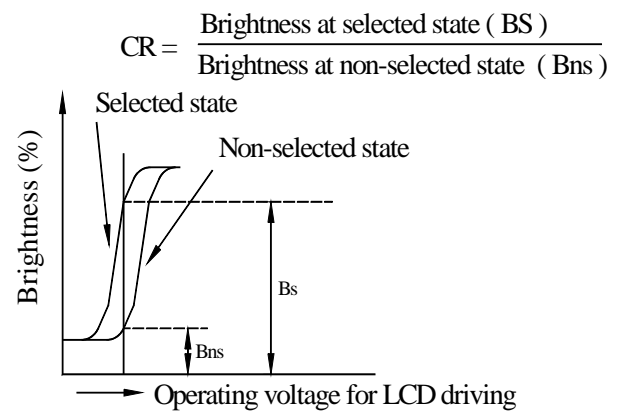 CR = Brightness at selected state ( BS )
Brightness at non-selected state ( Bns )
Selected state
Non-selected state
Brightness (%)
Bs
Bns
Operating voltage for LCD driving